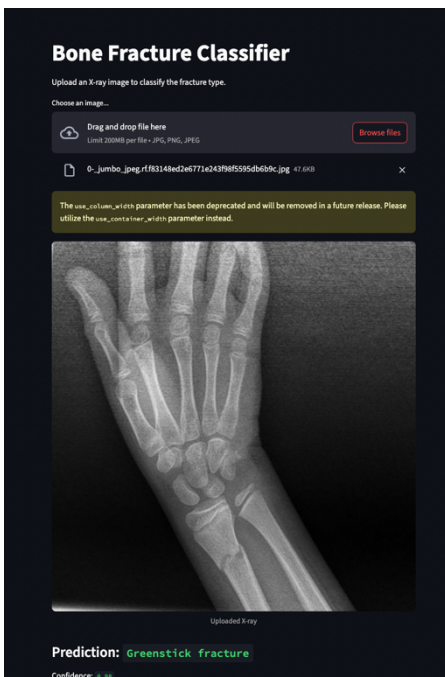 Bone Fracture Classifier
Upload an X-ray image to classify the fracture type.
Choose an image...
Drag and drop file here
Limit 200MB per file • JPG, PNG, JPEG
Browse files
0-_jumbo_jpeg.rf.f83148ed2e6771e243f98f5595db6b9c.jpg 47.6KB
The use_column_width parameter has been deprecated and will be removed in a future release. Please
utilize the use_container_width parameter instead.
Uploaded X-ray
Prediction: Greenstick fracture
Confidence: